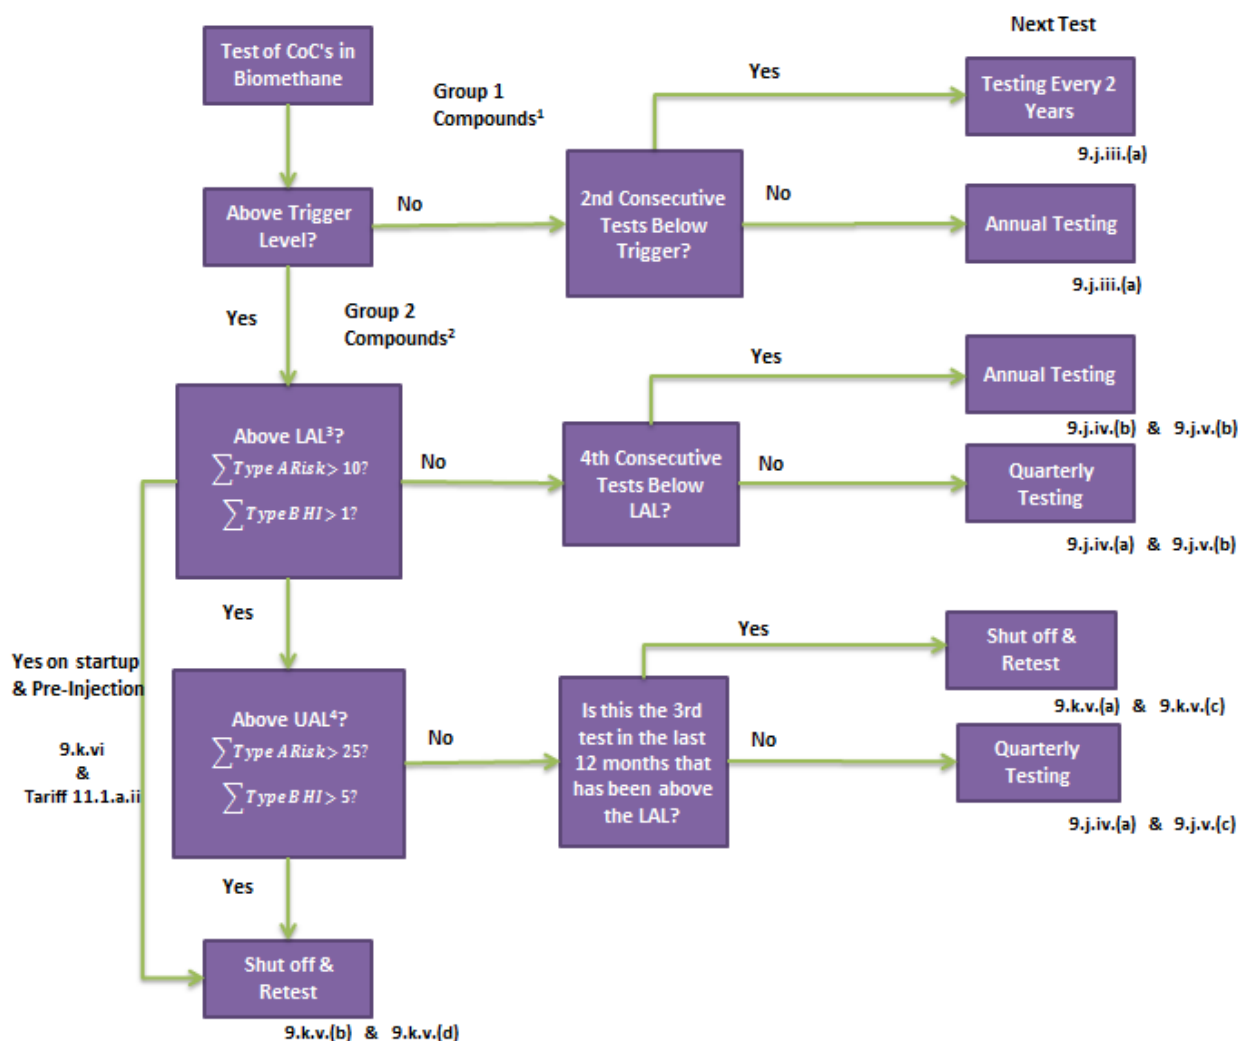 Next Test
Test of CoC's in
Biomethane
Group 1
Compounds¹
Yes
Testing Every 2
Years
9.j.iii.(a)
Above Trigger
Level?
No
2nd Consecutive
Tests Below
Trigger?
No
Annual Testing
9.j.iii.(a)
Yes
Group 2
Compounds²
Yes
Annual Testing
9.j.iv.(b) & 9.j.v.(b)
Above LAL³?
∑Type A Risk > 10?
∑Type B HI > 1?
No
4th Consecutive
Tests Below
LAL?
No
Quarterly
Testing
9.j.iv.(a) & 9.j.v.(b)
Yes
Yes on startup
& Pre-Injection
9.k.vi
&
Tariff 11.1.a.ii
Above UAL⁴?
∑Type A Risk > 25?
∑Type B HI > 5?
No
Is this the 3rd
test in the last
12 months that
has been above
the LAL?
Yes
Shut off &
Retest
9.k.v.(a) & 9.k.v.(c)
No
Quarterly
Testing
9.j.iv.(a) & 9.j.v.(c)
Yes
Shut off &
Retest
9.k.v.(b) & 9.k.v.(d)